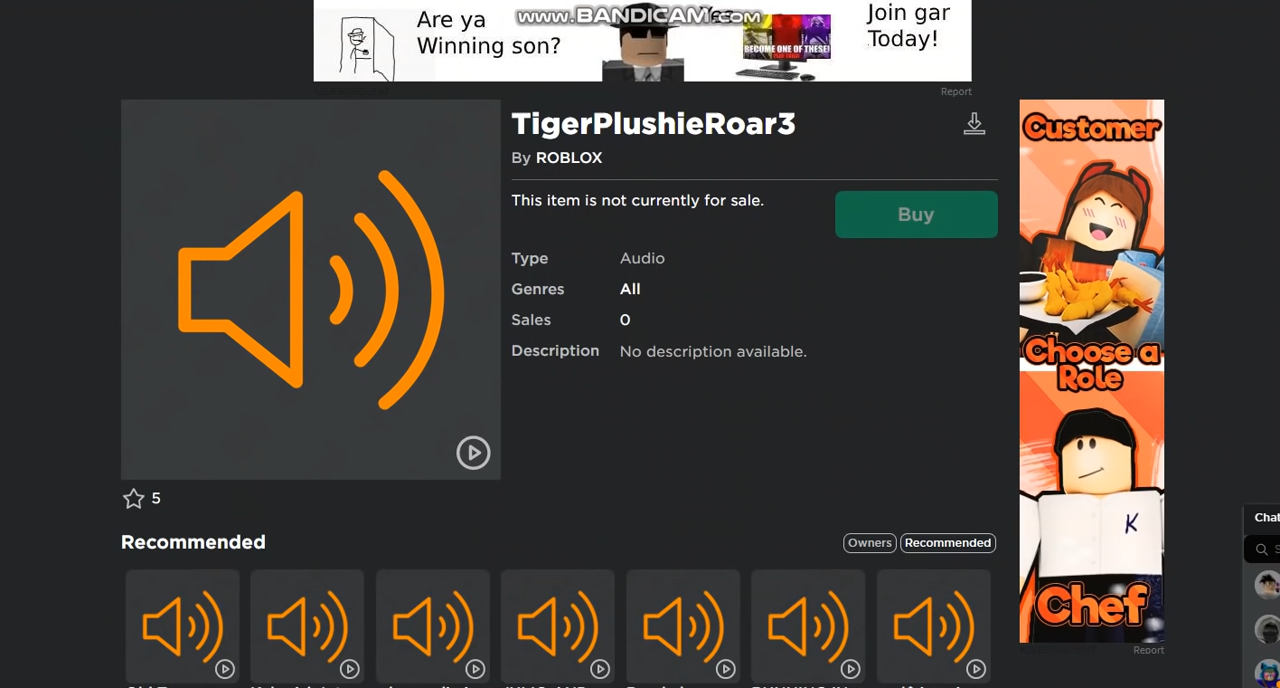 Are ya
Winning son?
www.BANDICAM.com
Yes
BECOME ONE OF THESE!
Join gar
Today!
Report
TigerPlushieRoar3
By ROBLOX
This item is not currently for sale.
Buy
Type Audio
Genres All
Sales 0
Description No description available.
5
Customer
Choose a
Role
K
Chef
Report
Recommended
Owners
Recommended
Chat